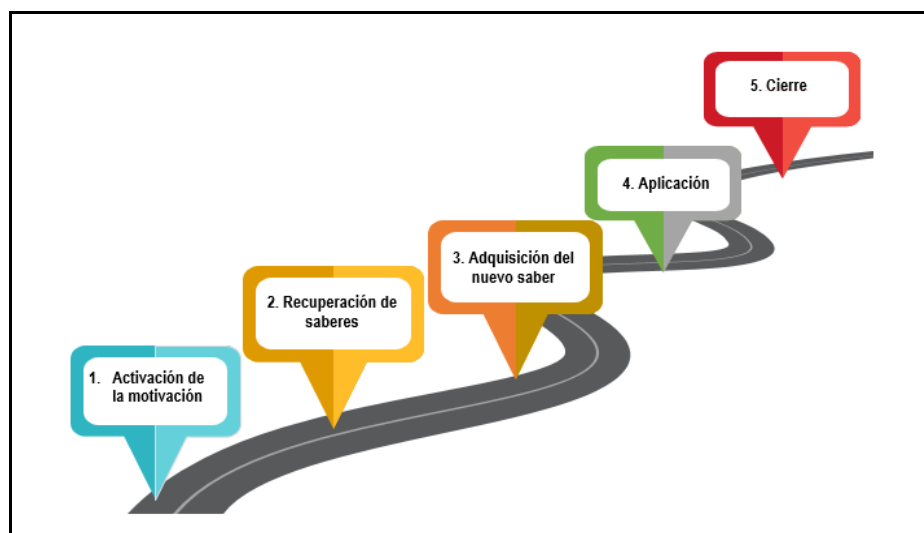 1. Activación de
la motivación
2. Recuperación de
saberes
3. Adquisición del
nuevo saber
4. Aplicación
5. Cierre